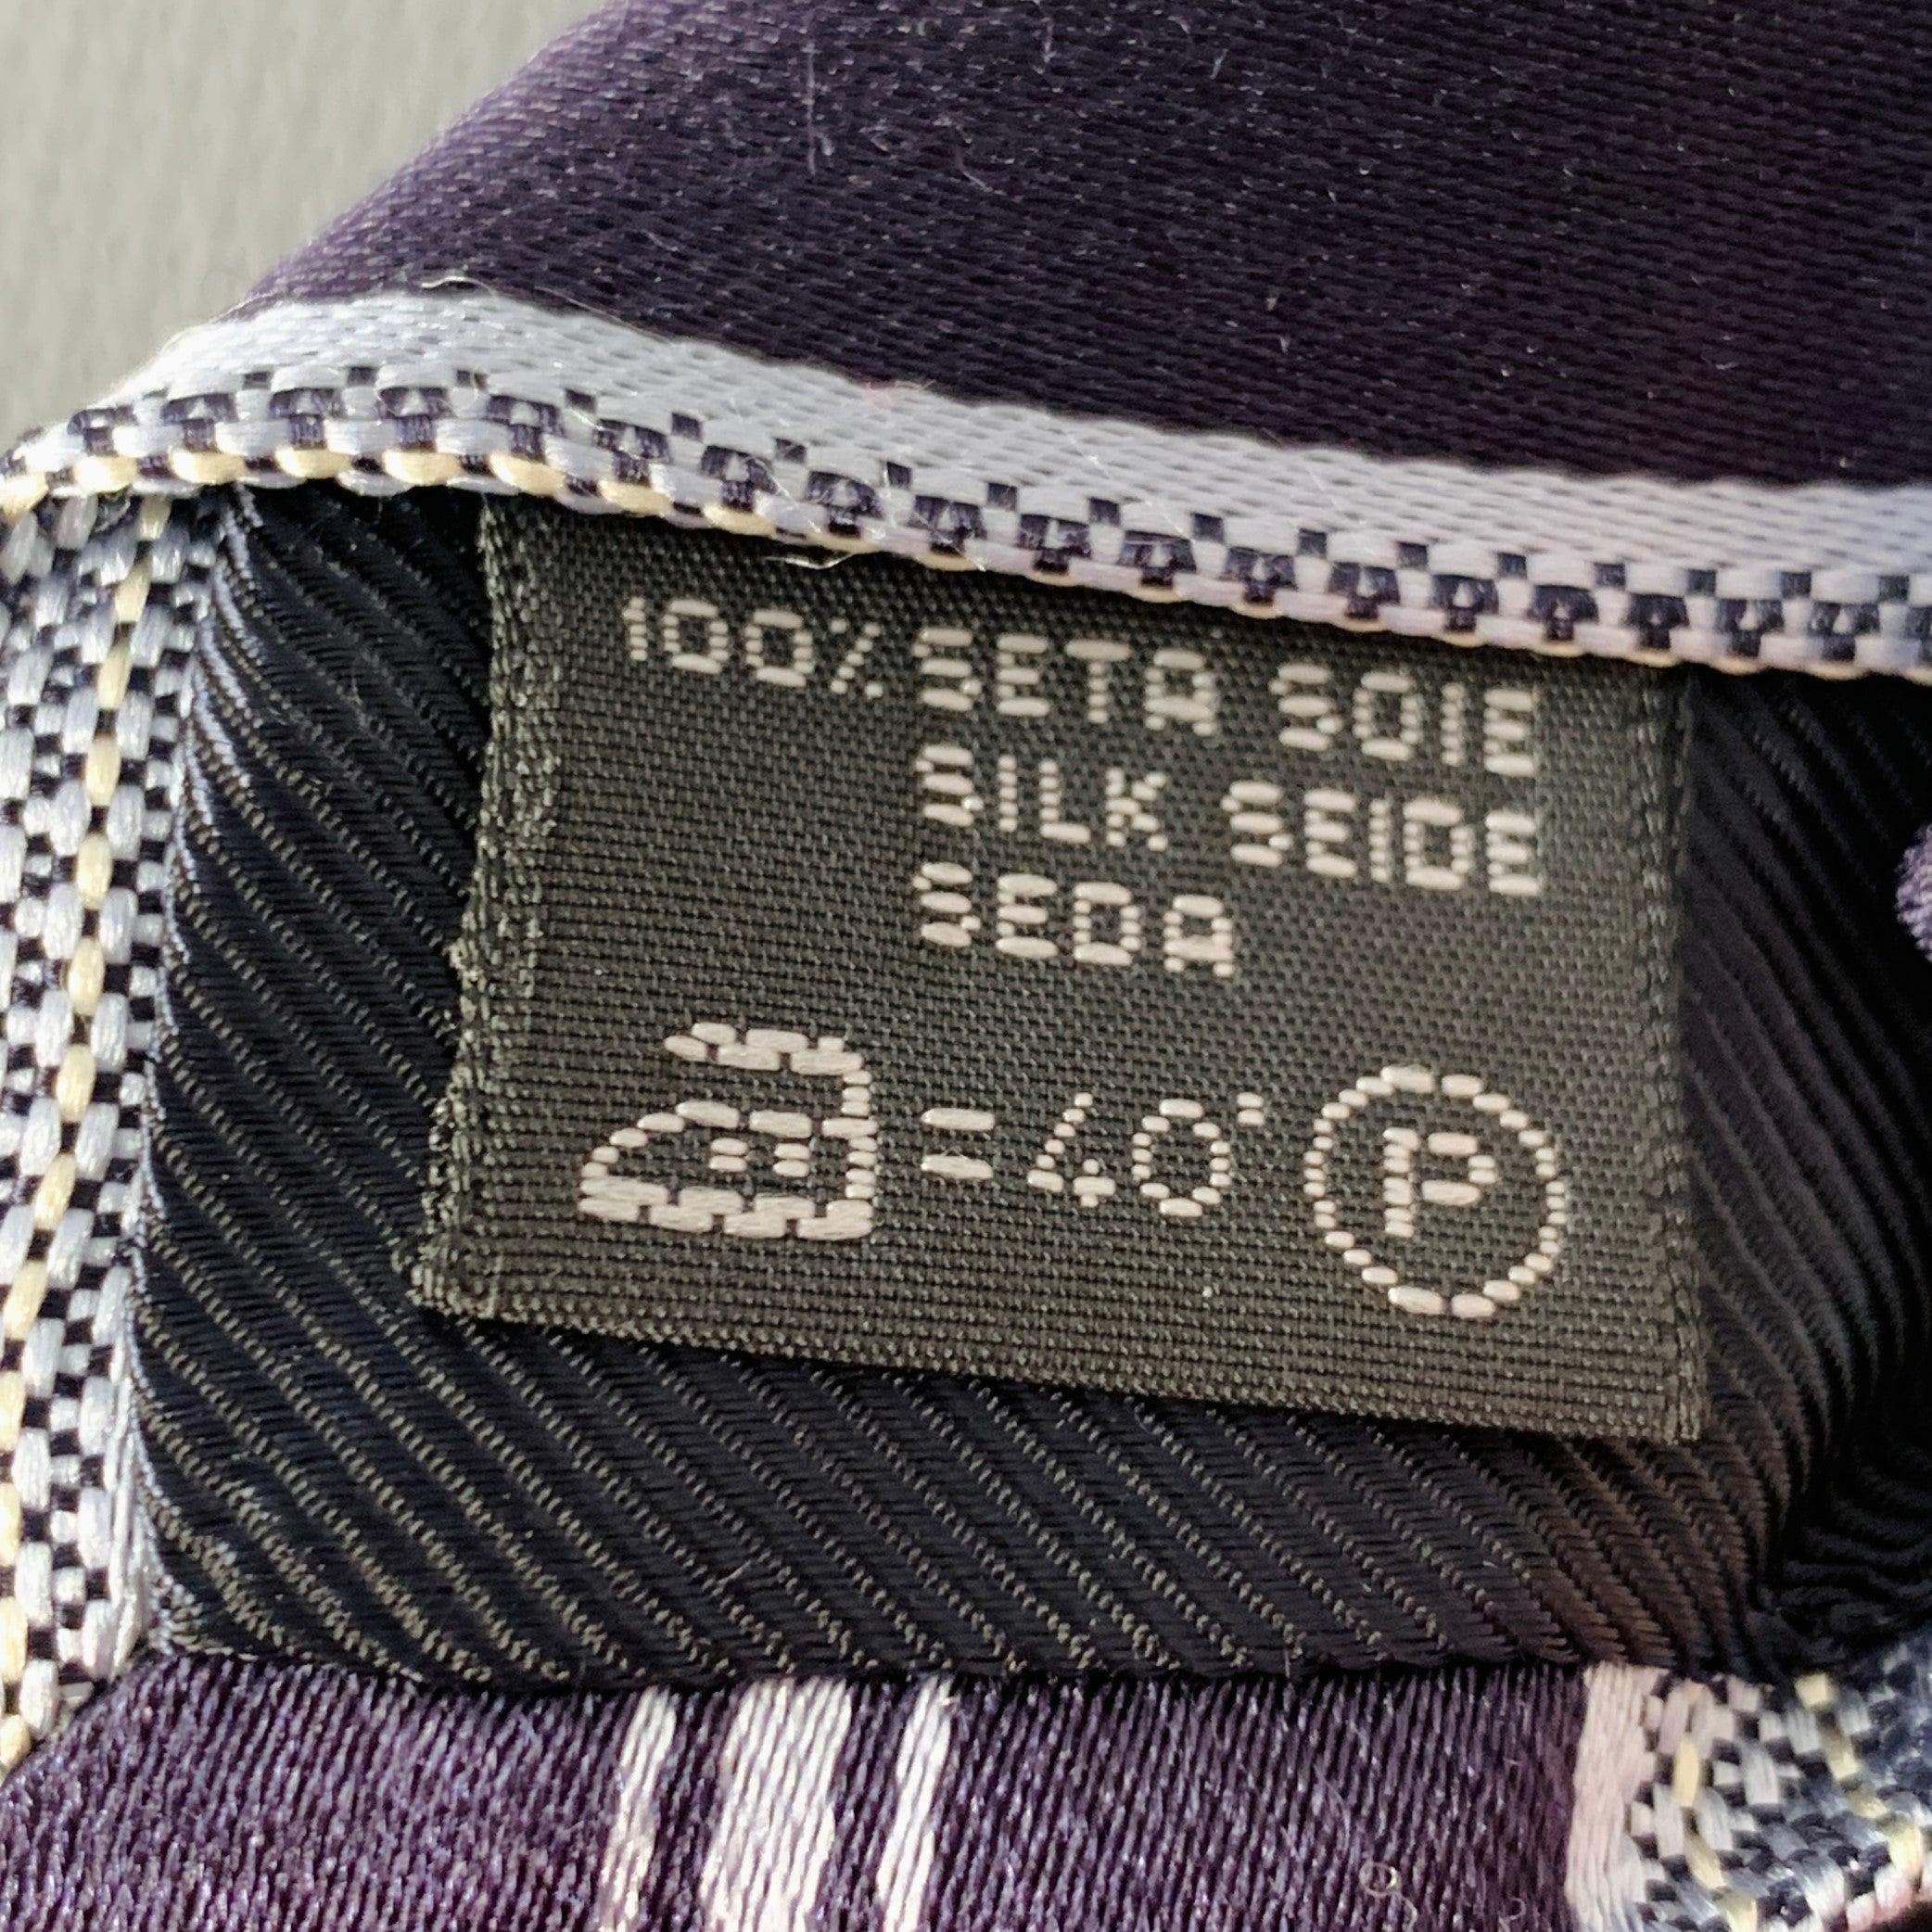 100% SETA SOIE
SILK SEIDE
SEDA
=40° P